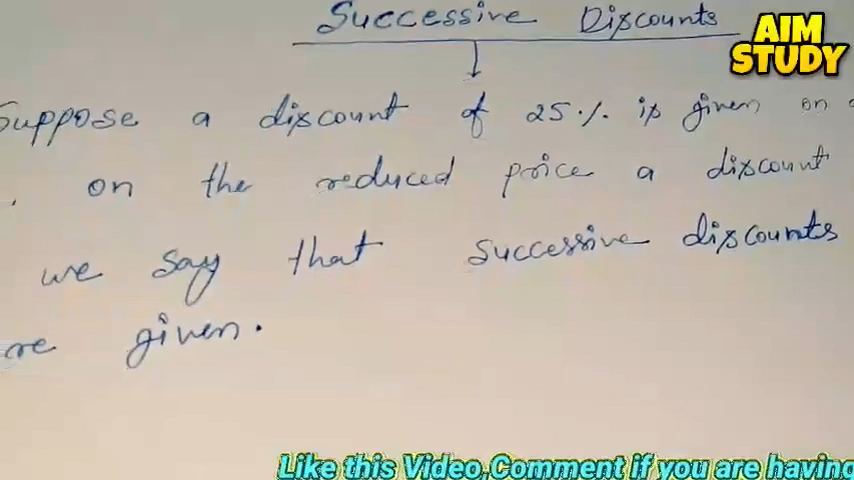 Successive Discounts
AIM
STUDY
Suppose a discount of 25% is given on
on the reduced price a discount
we say that successive discounts
re given.
Like this Video,Comment if you are having